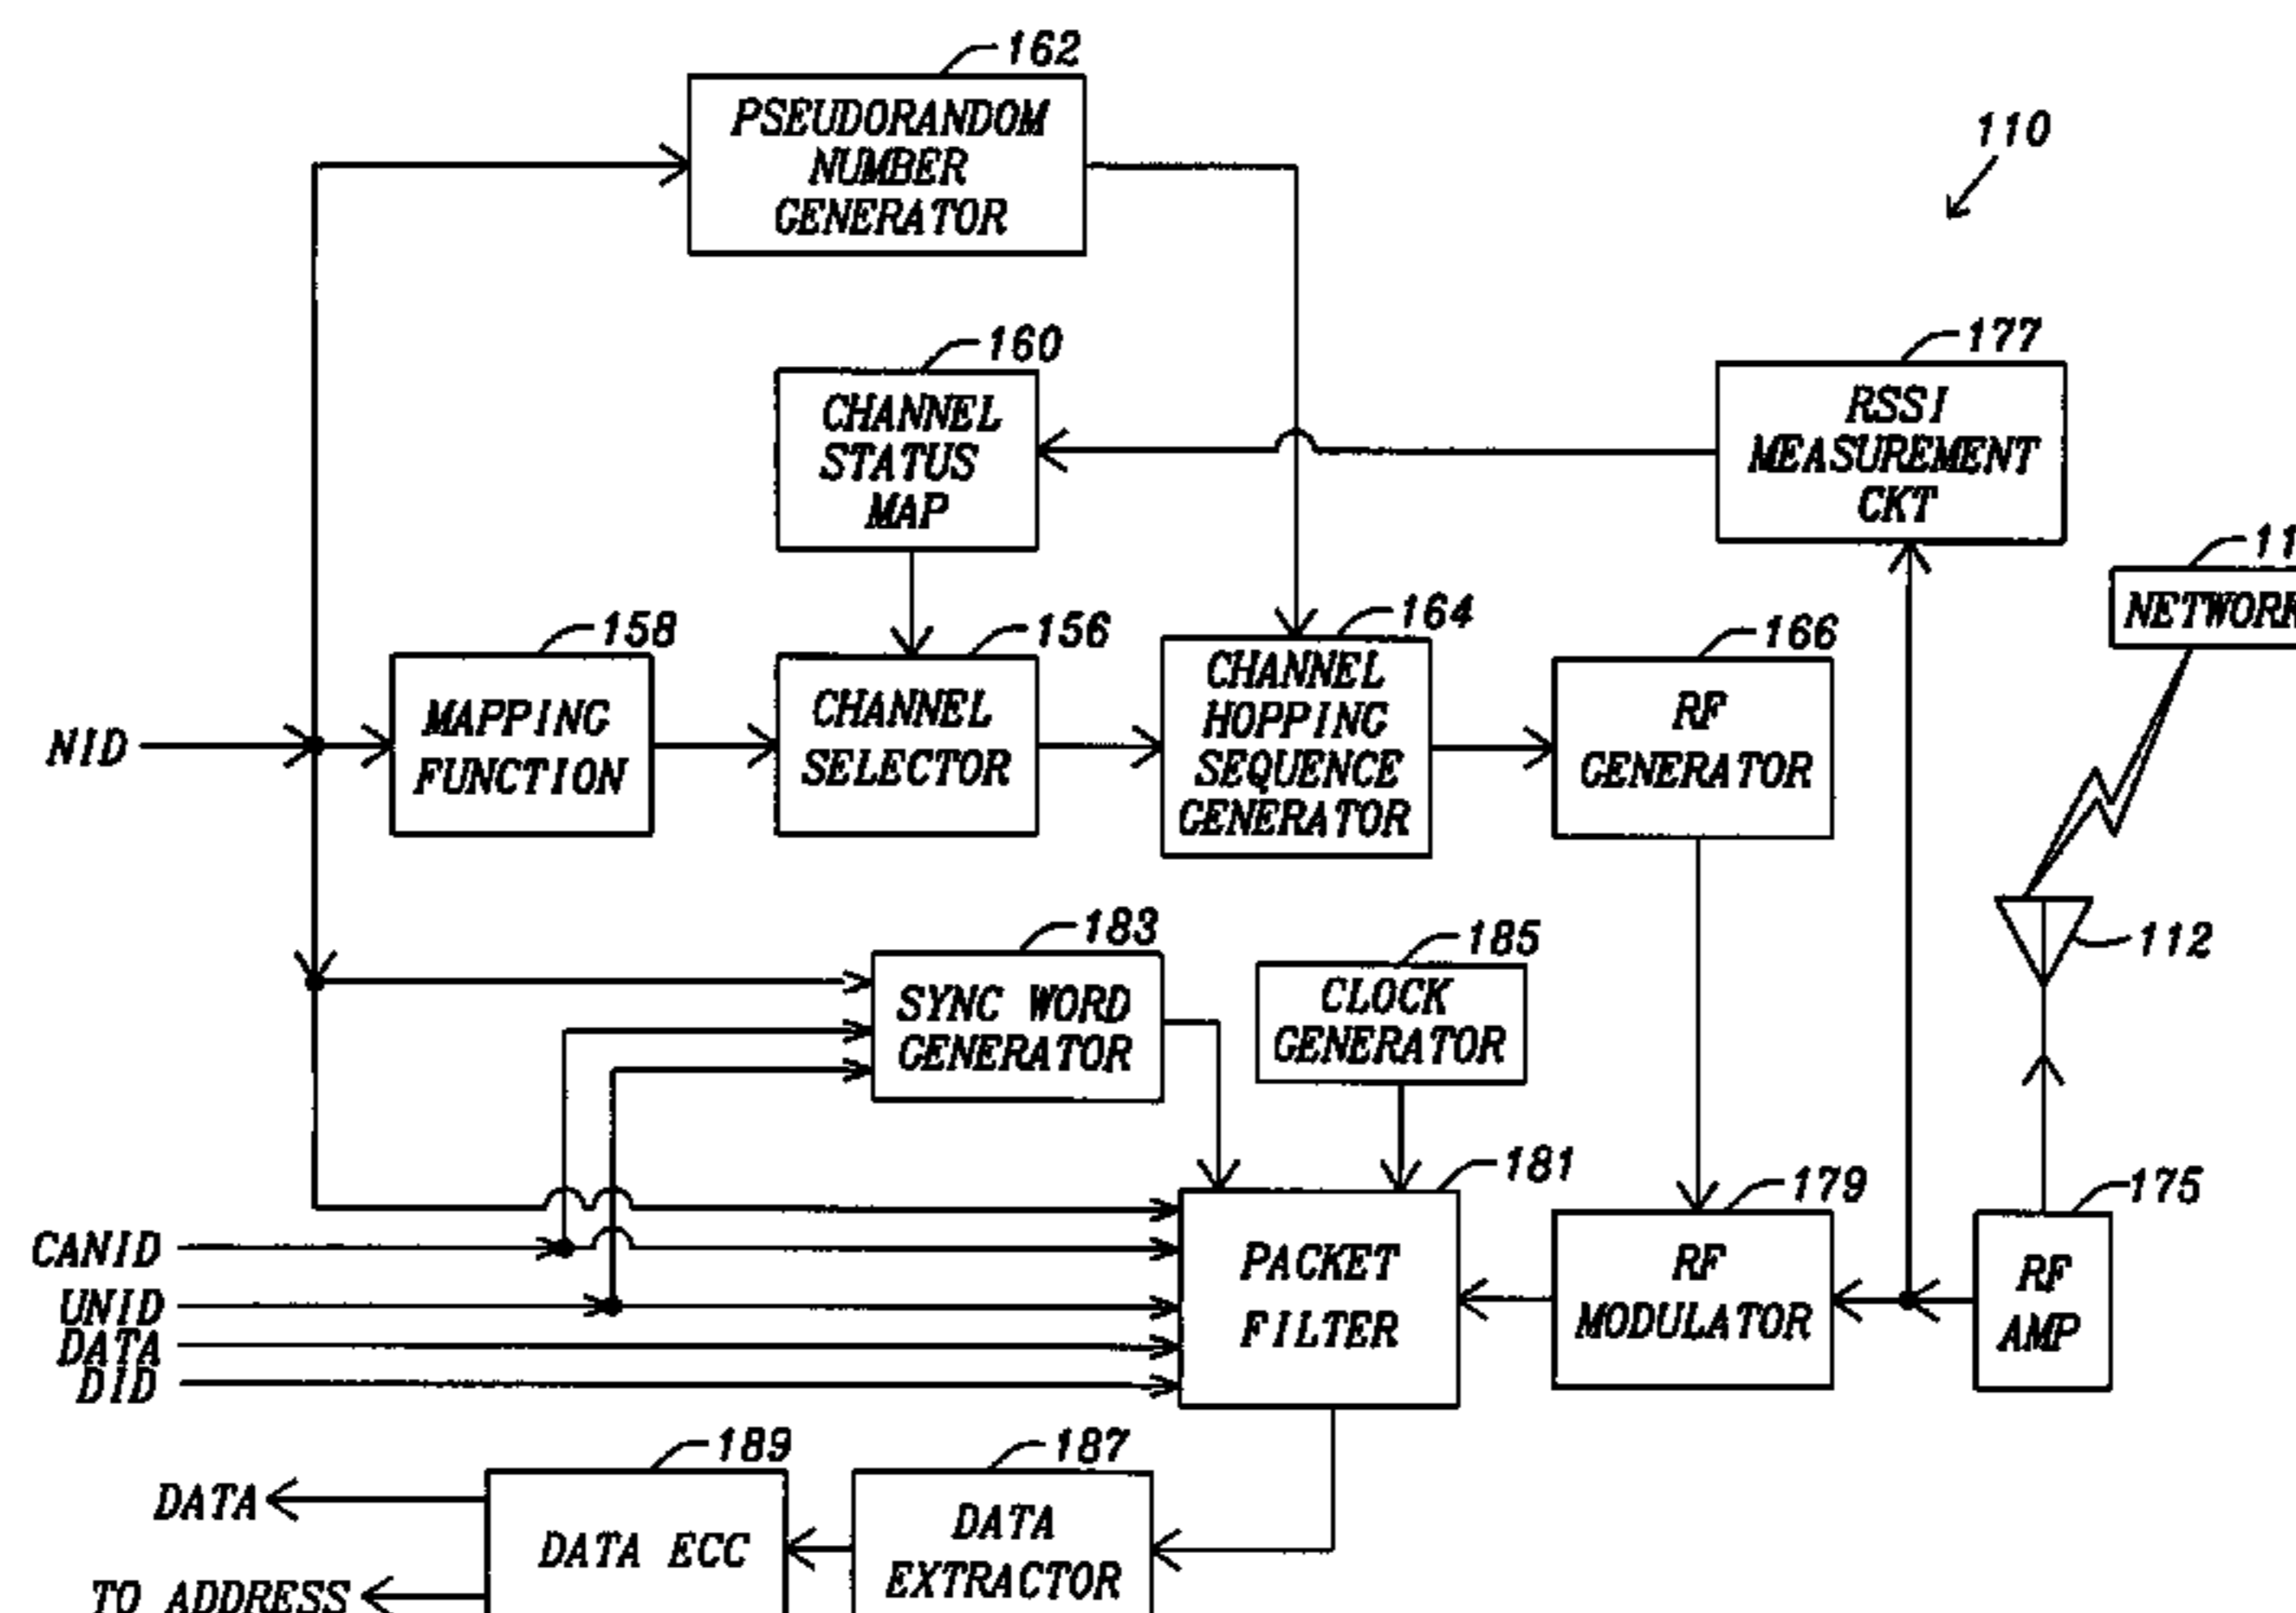 162
PSEUDORANDOM
NUMBER
GENERATOR
110
160
CHANNEL
STATUS
MAP
177
RSSI
MEASUREMENT
CKT
11
NETWORK
158
MAPPING
FUNCTION
156
CHANNEL
SELECTOR
164
CHANNEL
HOPPING
SEQUENCE
GENERATOR
166
RF
GENERATOR
NID
183
SYNC WORD
GENERATOR
185
CLOCK
GENERATOR
112
181
PACKET
FILTER
179
RF
MODULATOR
175
RF
AMP
CANID
UNID
DATA
DID
189
DATA ECC
187
DATA
EXTRACTOR
DATA
TO ADDRESS